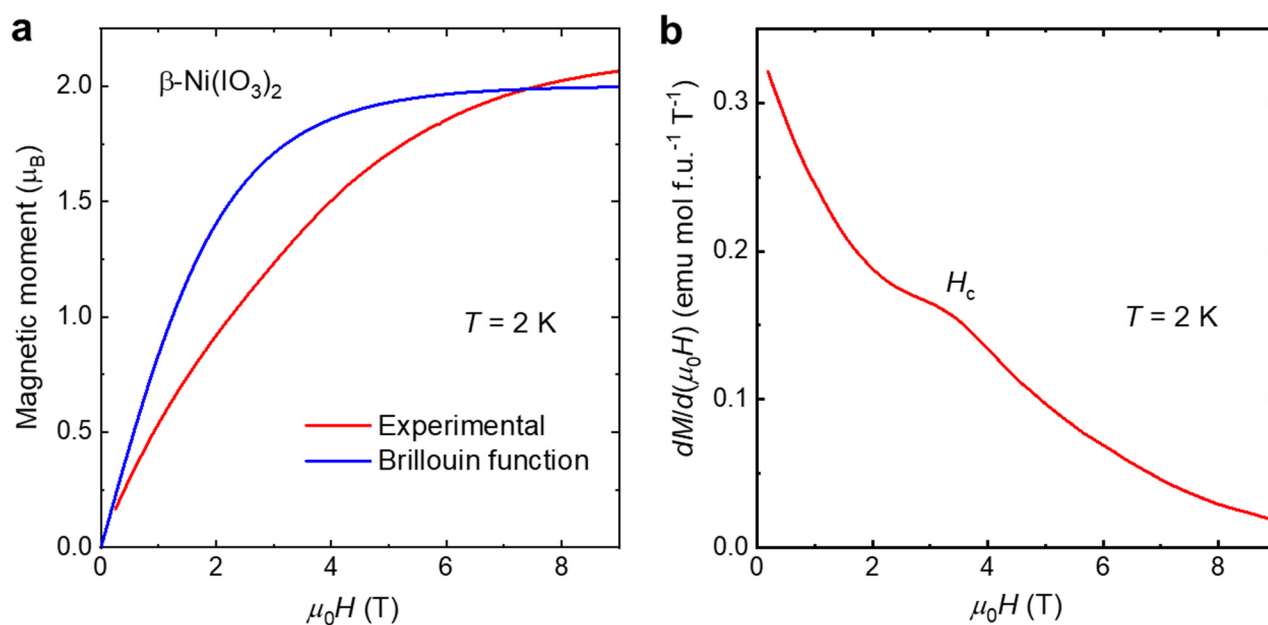 a
β-Ni(IO₃)₂
T = 2 K
Experimental
Brillouin function
Magnetic moment (μ_B)
2.0
1.5
1.0
0.5
0.0
0 2 4 6 8
μ₀H (T)
b
H_c
T = 2 K
dM/d(μ₀H) (emu mol f.u.⁻¹ T⁻¹)
0.3
0.2
0.1
0.0
0 2 4 6 8
μ₀H (T)